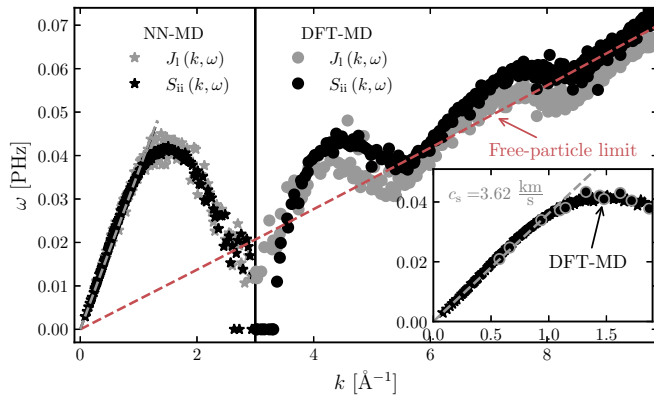 NN-MD
DFT-MD
J_l(k, ω)
S_ii(k, ω)
J_l(k, ω)
S_ii(k, ω)
ω [PHz]
0.07
0.06
0.05
0.04
0.03
0.02
0.01
0.00
Free-particle limit
c_s =3.62 km/s
DFT-MD
0.04
0.02
0.00
0.0
0.5
1.0
1.5
0
2
4
6
8
k [Å⁻¹]